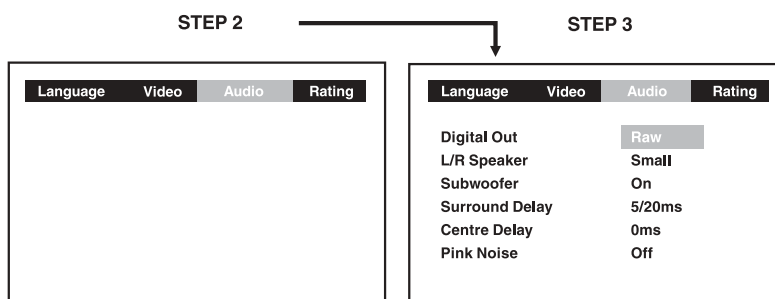 STEP 2
STEP 3
Language Video Audio Rating
Language Video Audio Rating
Digital Out Raw
L/R Speaker Small
Subwoofer On
Surround Delay 5/20ms
Centre Delay 0ms
Pink Noise Off